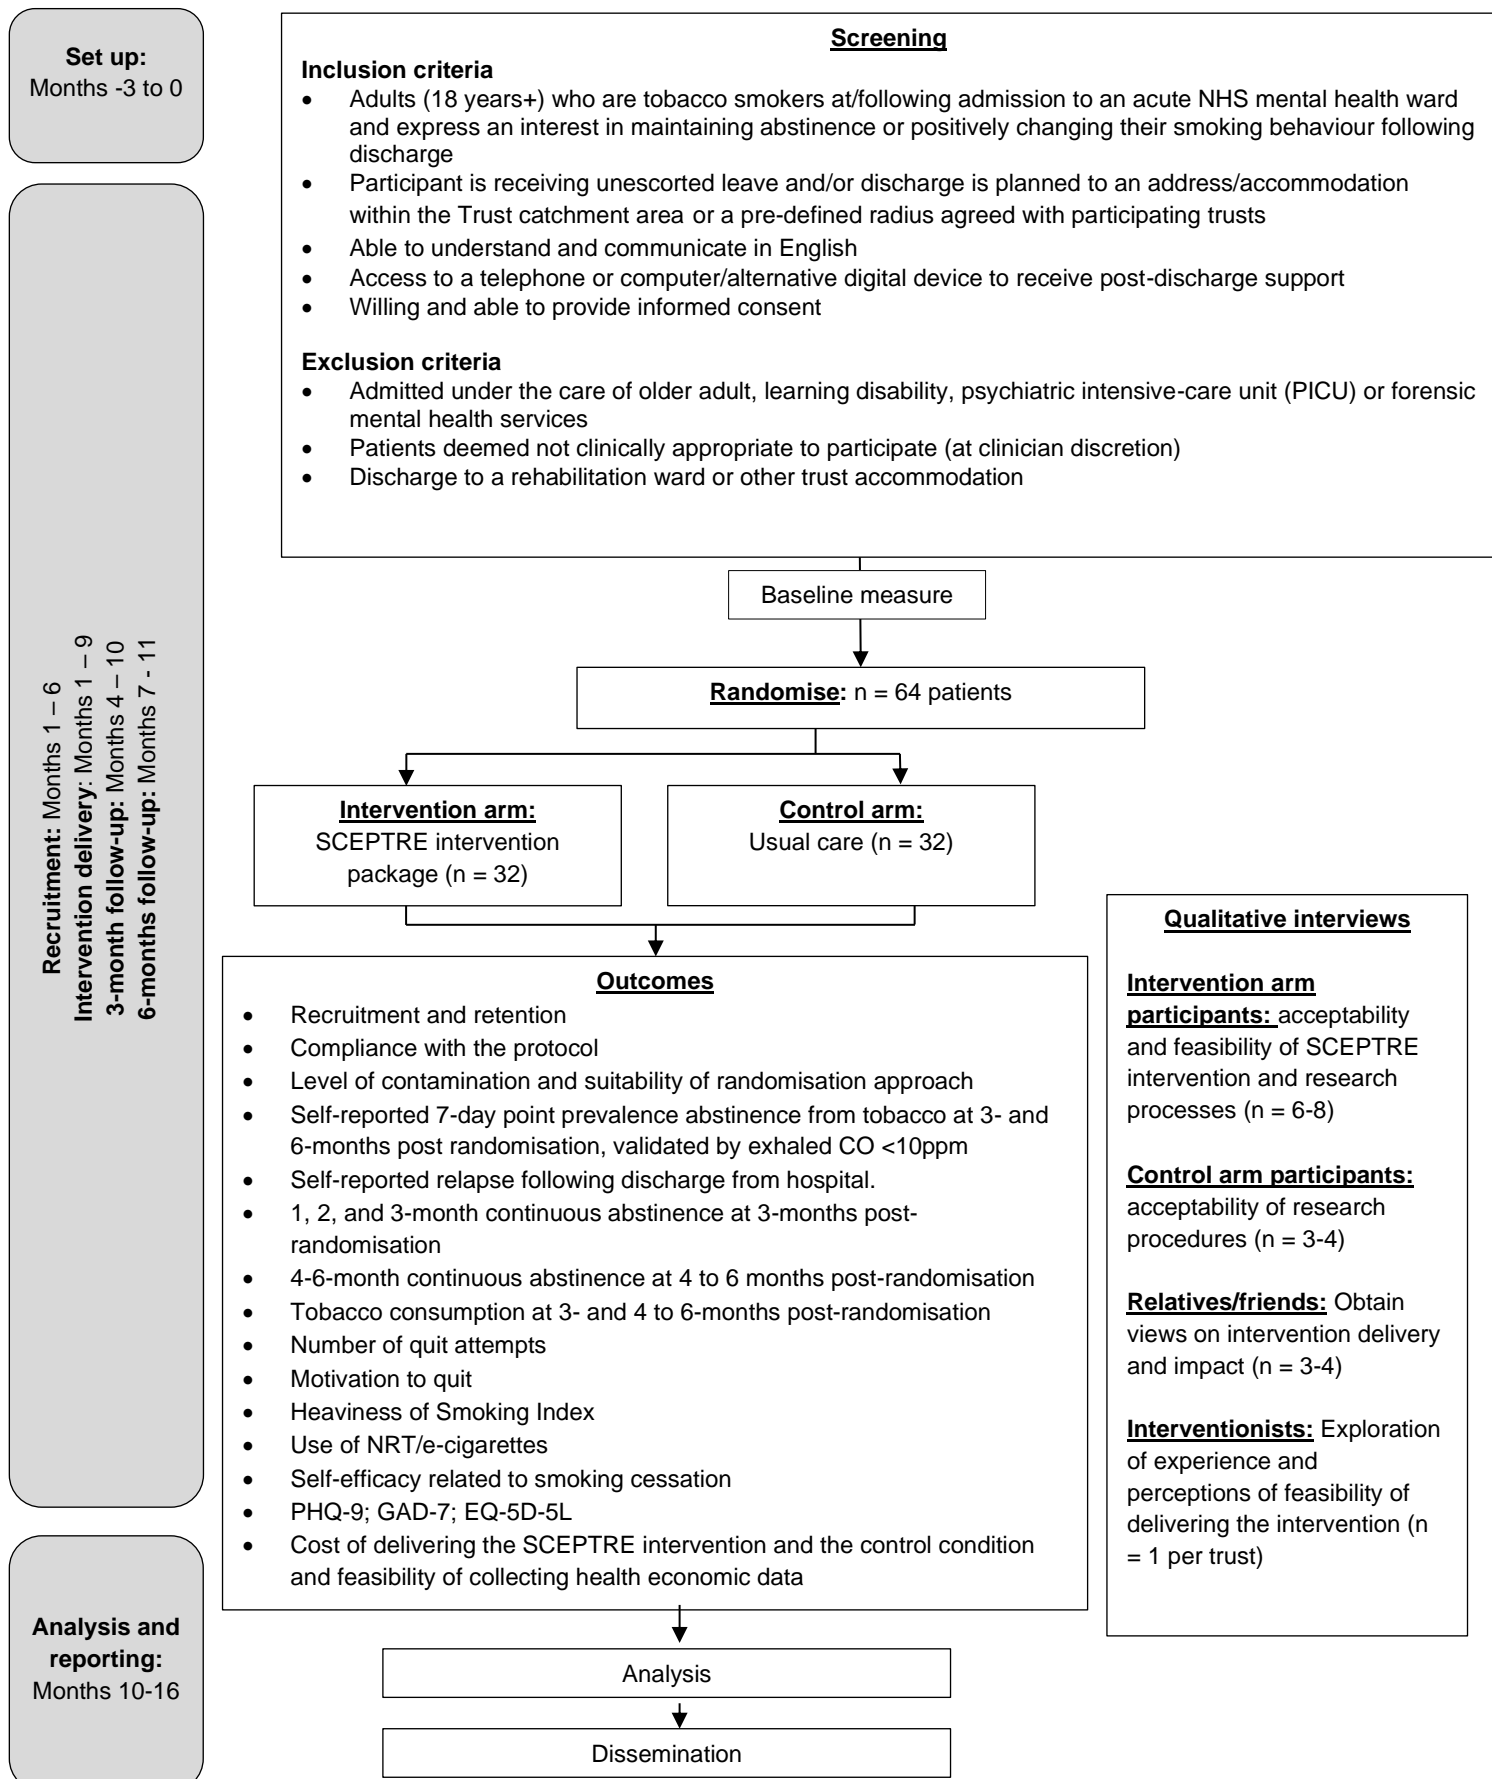 Set up:
Months -3 to 0
Screening
Inclusion criteria
• Adults (18 years+) who are tobacco smokers at/following admission to an acute NHS mental health ward
and express an interest in maintaining abstinence or positively changing their smoking behaviour following
discharge
• Participant is receiving unescorted leave and/or discharge is planned to an address/accommodation
within the Trust catchment area or a pre-defined radius agreed with participating trusts
• Able to understand and communicate in English
• Access to a telephone or computer/alternative digital device to receive post-discharge support
• Willing and able to provide informed consent
Exclusion criteria
• Admitted under the care of older adult, learning disability, psychiatric intensive-care unit (PICU) or forensic
mental health services
• Patients deemed not clinically appropriate to participate (at clinician discretion)
• Discharge to a rehabilitation ward or other trust accommodation
Recruitment: Months 1 – 6
Intervention delivery: Months 1 – 9
3-month follow-up: Months 4 – 10
6-months follow-up: Months 7 - 11
Baseline measure
Randomise: n = 64 patients
Intervention arm:
SCEPTRE intervention
package (n = 32)
Control arm:
Usual care (n = 32)
Outcomes
• Recruitment and retention
• Compliance with the protocol
• Level of contamination and suitability of randomisation approach
• Self-reported 7-day point prevalence abstinence from tobacco at 3- and
6-months post randomisation, validated by exhaled CO <10ppm
• Self-reported relapse following discharge from hospital.
• 1, 2, and 3-month continuous abstinence at 3-months post-
randomisation
• 4-6-month continuous abstinence at 4 to 6 months post-randomisation
• Tobacco consumption at 3- and 4 to 6-months post-randomisation
• Number of quit attempts
• Motivation to quit
• Heaviness of Smoking Index
• Use of NRT/e-cigarettes
• Self-efficacy related to smoking cessation
• PHQ-9; GAD-7; EQ-5D-5L
• Cost of delivering the SCEPTRE intervention and the control condition
and feasibility of collecting health economic data
Qualitative interviews
Intervention arm
participants: acceptability
and feasibility of SCEPTRE
intervention and research
processes (n = 6-8)
Control arm participants:
acceptability of research
procedures (n = 3-4)
Relatives/friends: Obtain
views on intervention delivery
and impact (n = 3-4)
Interventionists: Exploration
of experience and
perceptions of feasibility of
delivering the intervention (n
= 1 per trust)
Analysis and
reporting:
Months 10-16
Analysis
Dissemination